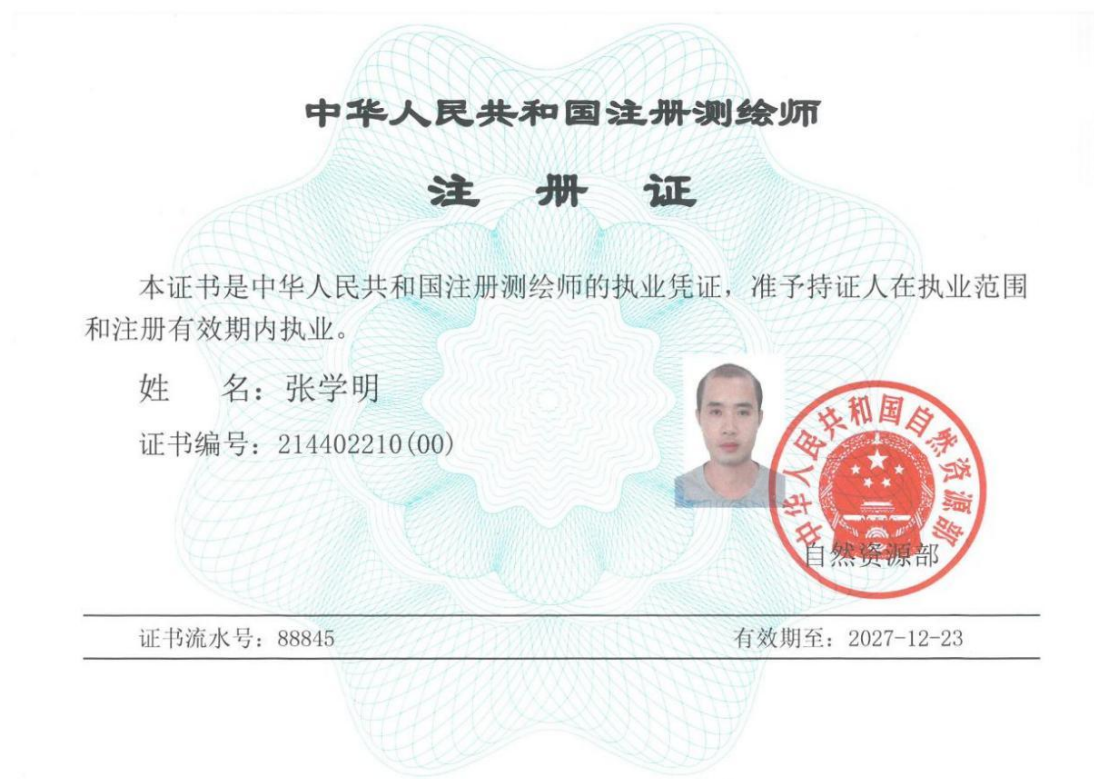 中华人民共和国注册测绘师
注 册 证
本证书是中华人民共和国注册测绘师的执业凭证，准予持证人在执业范围
和注册有效期内执业。
姓 名：张学明
证书编号：214402210(00)
中华人民共和国自然资源部
自然资源部
证书流水号：88845
有效期至：2027-12-23